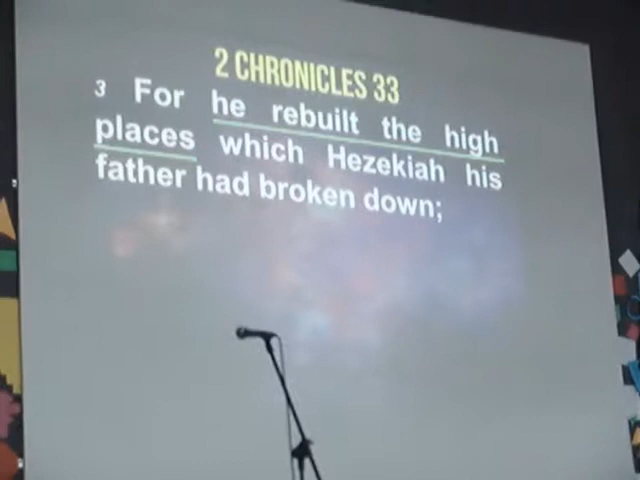 2 CHRONICLES 33
3 For he rebuilt the high
places which Hezekiah his
father had broken down;